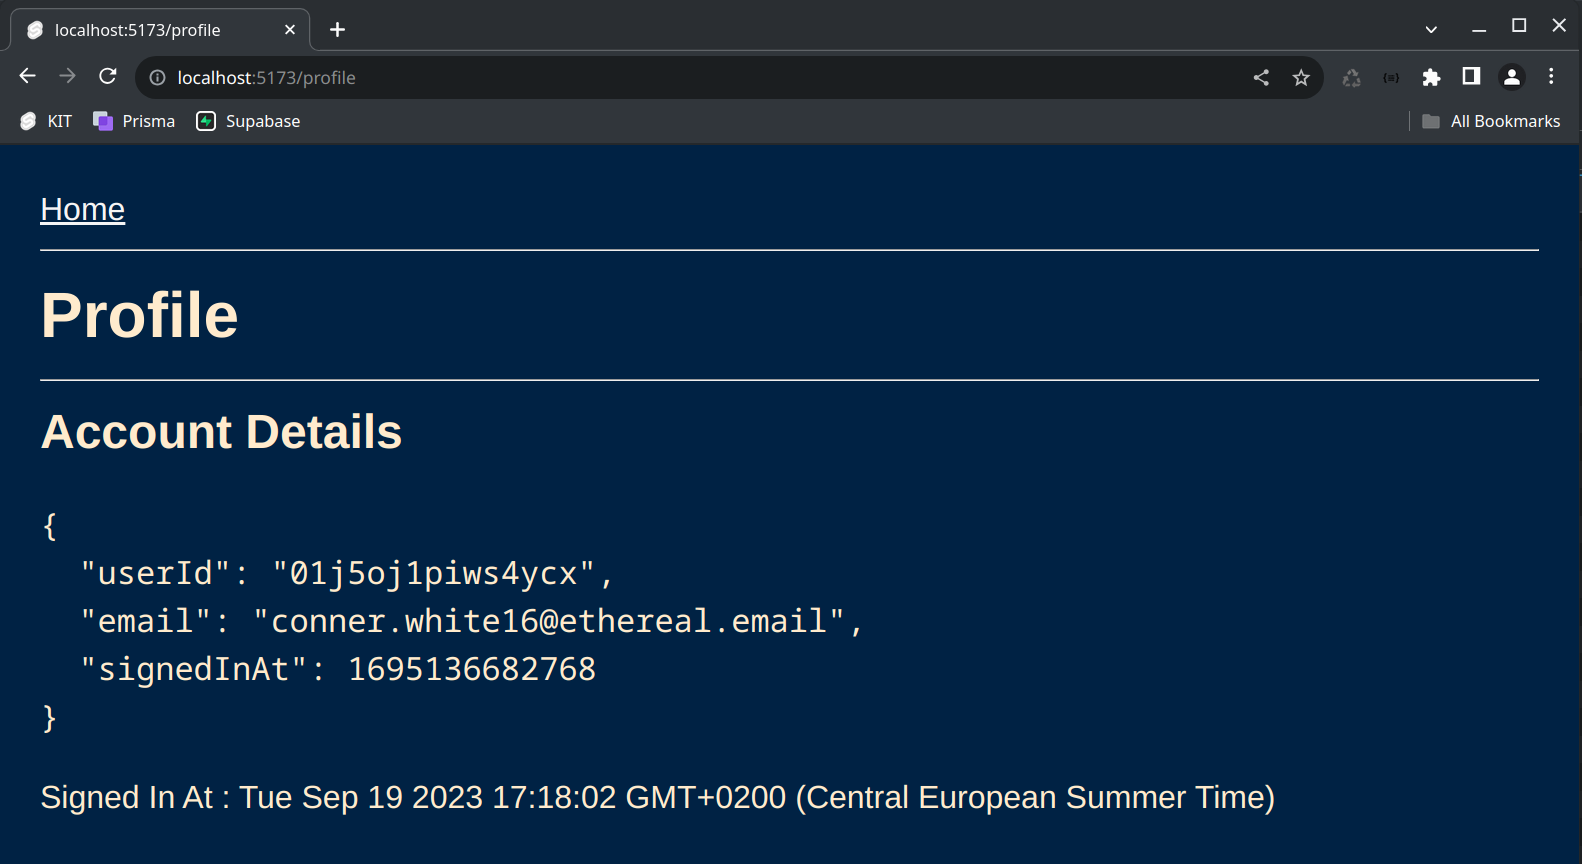 localhost:5173/profile
localhost:5173/profile
KIT Prisma Supabase All Bookmarks
Home
Profile
Account Details
{
"userId": "01j5oj1piws4ycx",
"email": "conner.white16@ethereal.email",
"signedInAt": 1695136682768
}
Signed In At : Tue Sep 19 2023 17:18:02 GMT+0200 (Central European Summer Time)